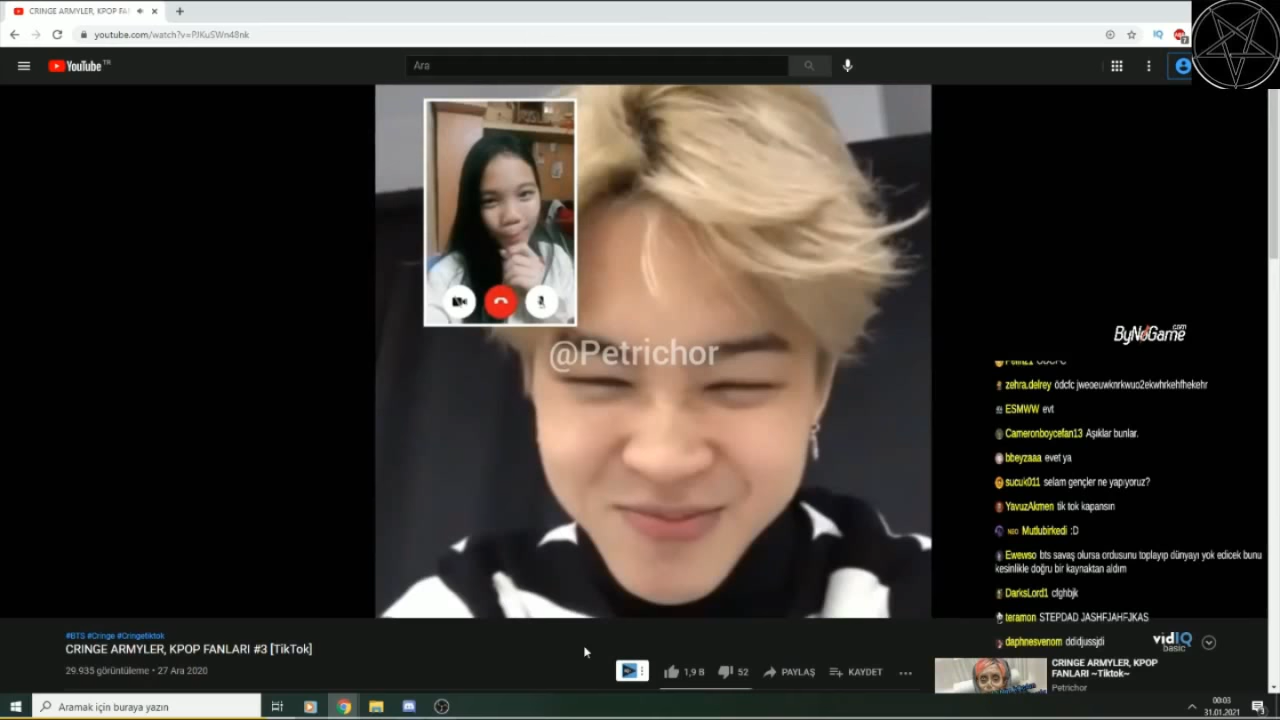 CRINGE ARMYLER, KPOP FAN
youtube.com/watch?v=PJKuSWn48nk
YouTube TR
Ara
@Petrichor
ByNoGame.com
zehra.delrey ödcfc jweoeuwknrkwuo2ekwhrkehfhekehr
ESMWW evt
Cameronboycefan13 Aşıklar bunlar.
bbeyzaaa evet ya
sucuk011 selam gençler ne yapıyoruz?
YavuzAkmen tik tok kapansın
NBO Mutlubirkedi :D
Ewewso bts savaş olursa ordusunu toplayıp dünyayı yok edicek bunu
kesinlikle doğru bir kaynaktan aldım
DarksLord1 cfghbjk
teramon STEPDAD JASHFJAHFJKAS
daphnesvenom ddidjussjdi
#BTS #Cringe #Cringetiktok
CRINGE ARMYLER, KPOP FANLARI #3 [TikTok]
29.935 görüntüleme • 27 Ara 2020
1,9 B 52 PAYLAŞ KAYDET
vidIQ
basic
CRINGE ARMYLER, KPOP
FANLARI ~Tiktok~
Petrichor
Aramak için buraya yazın
00:03
31.01.2021